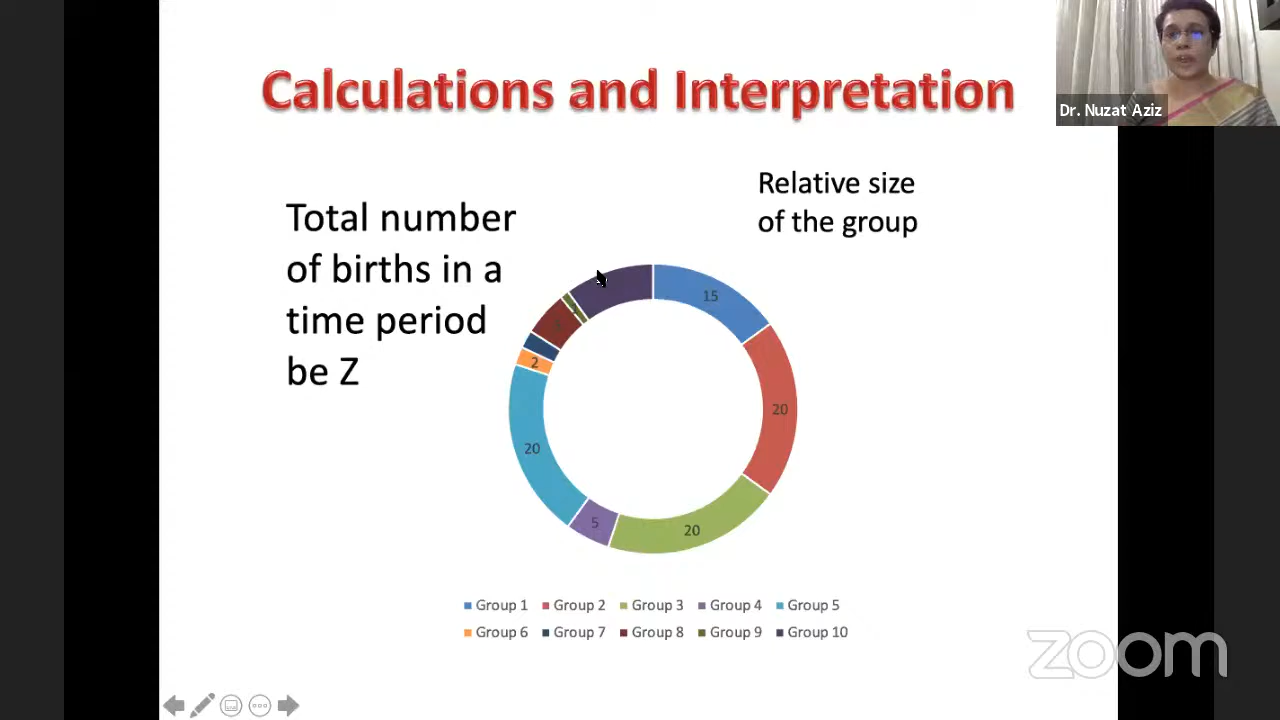 Calculations and Interpretation
Dr. Nuzat Aziz
Relative size
of the group
Total number
of births in a
time period
be Z
15
20
20
5
20
2
Group 1 Group 2 Group 3 Group 4 Group 5
Group 6 Group 7 Group 8 Group 9 Group 10
zoom